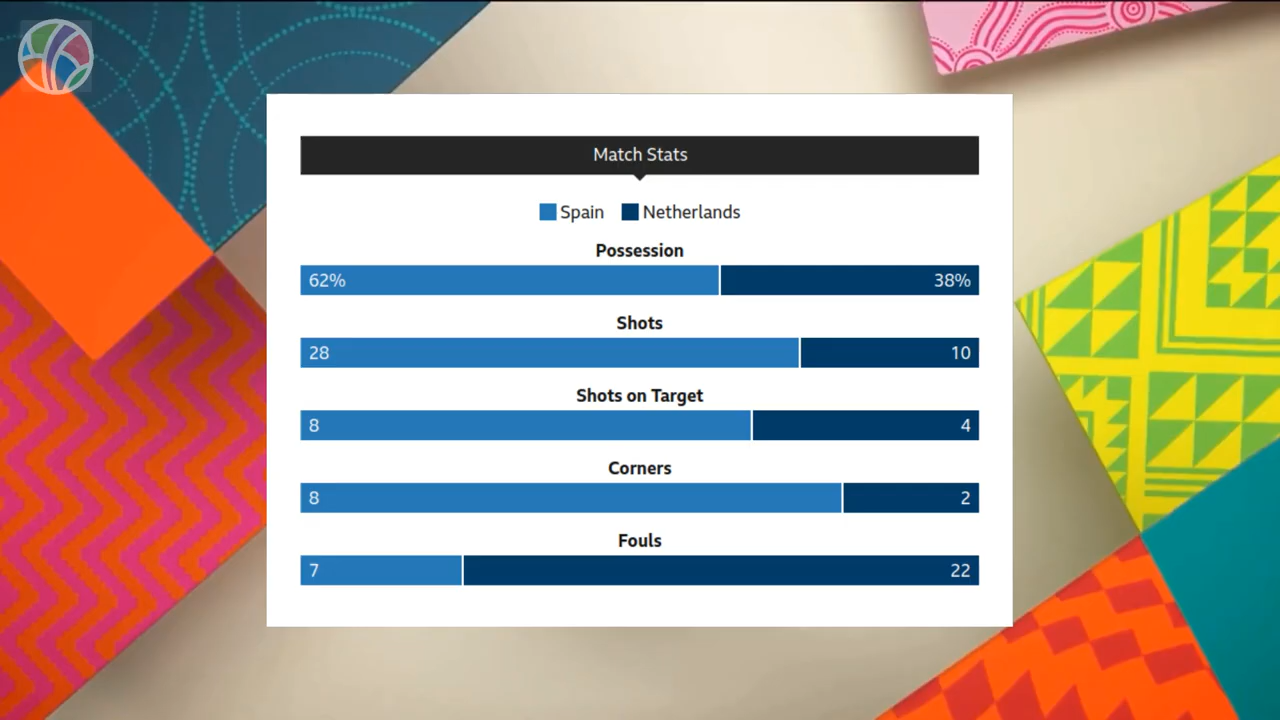 Match Stats
Spain Netherlands
Possession
62% 38%
Shots
28 10
Shots on Target
8 4
Corners
8 2
Fouls
7 22